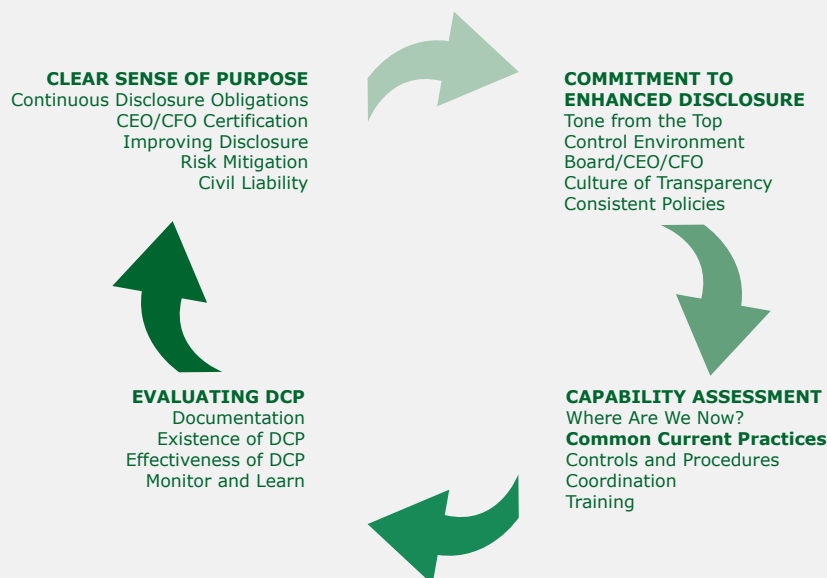 CLEAR SENSE OF PURPOSE
Continuous Disclosure Obligations
CEO/CFO Certification
Improving Disclosure
Risk Mitigation
Civil Liability
COMMITMENT TO
ENHANCED DISCLOSURE
Tone from the Top
Control Environment
Board/CEO/CFO
Culture of Transparency
Consistent Policies
CAPABILITY ASSESSMENT
Where Are We Now?
Common Current Practices
Controls and Procedures
Coordination
Training
EVALUATING DCP
Documentation
Existence of DCP
Effectiveness of DCP
Monitor and Learn